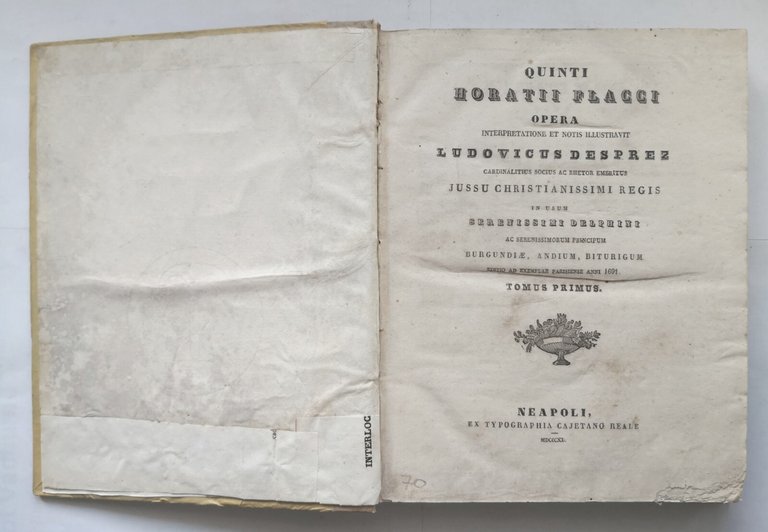 QUINTI
HORATII FLACCI
OPERA
INTERPRETATIONE ET NOTIS ILLUSTRAVIT
LUDOVICUS DESPREZ
CARDINALITIUS SOCIUS AC RHETOR EMERITUS
JUSSU CHRISTIANISSIMI REGIS
IN USUM
SERENISSIMI DELPHINI
AC SERENISSIMORUM PRINCIPUM
BURGUNDIÆ, ANDIUM, BITURIGUM
EDITIO AD EXEMPLAR PARISIENSE ANNI 1691
TOMUS PRIMUS.
NEAPOLI,
EX TYPOGRAPHIA CAJETANO REALE
70
INTERLOC